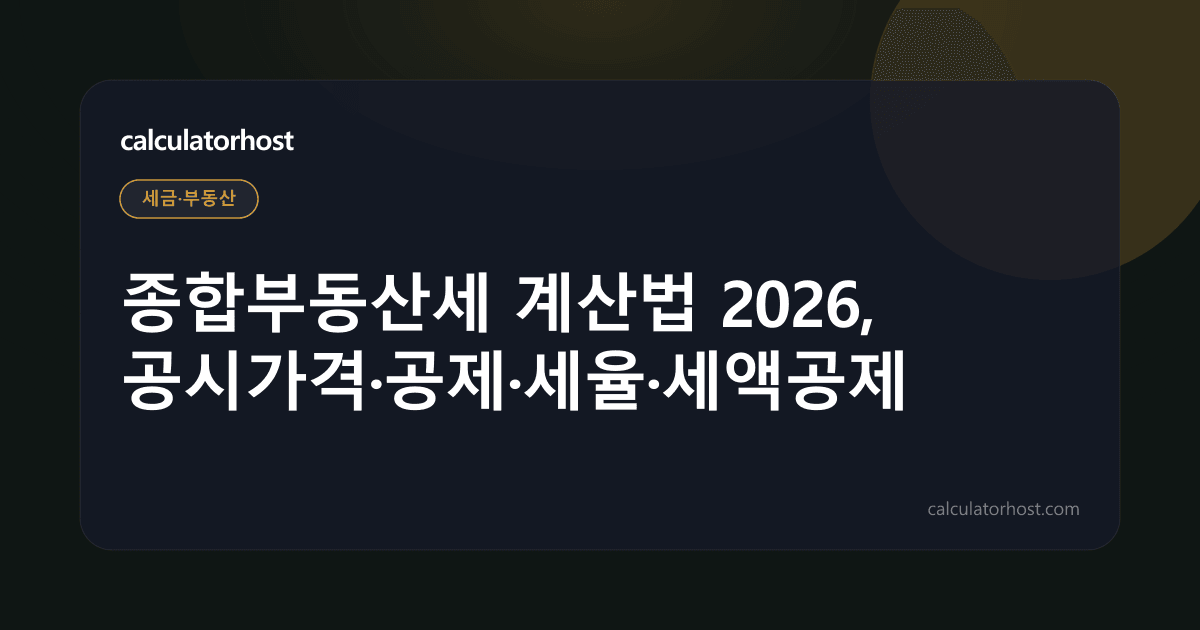 calculatorhost
세금·부동산
종합부동산세 계산법 2026,
공시가격·공제·세율·세액공제
calculatorhost.com